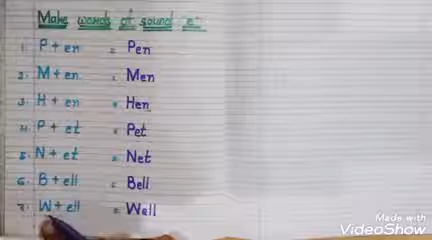 Make words of sound e
1. P + en = Pen
2. M + en = Men
3. H + en = Hen
4. P + et = Pet
5. N + et = Net
6. B + ell = Bell
7. W + ell = Well
Made With
VideoShow